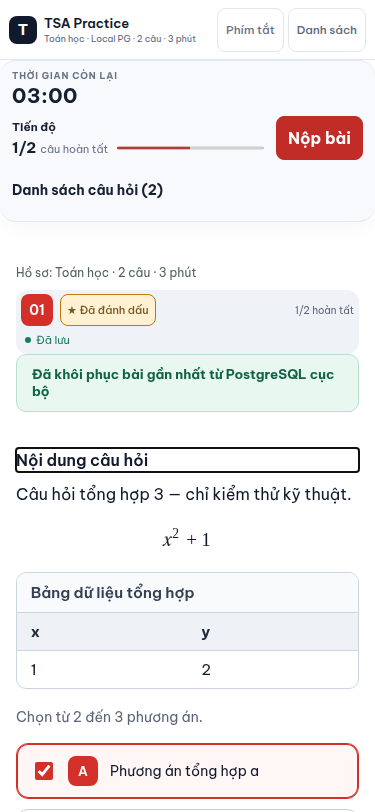 T
TSA Practice
Toán học · Local PG · 2 câu · 3 phút
Phím tắt
Danh sách
THỜI GIAN CÒN LẠI
03:00
Tiến độ
1/2 câu hoàn tất
Nộp bài
Danh sách câu hỏi (2)
Hồ sơ: Toán học · 2 câu · 3 phút
01
★ Đã đánh dấu
1/2 hoàn tất
Đã lưu
Đã khôi phục bài gần nhất từ PostgreSQL cục
bộ
Nội dung câu hỏi
Câu hỏi tổng hợp 3 — chỉ kiểm thử kỹ thuật.
x² + 1
Bảng dữ liệu tổng hợp
x y
1 2
Chọn từ 2 đến 3 phương án.
A Phương án tổng hợp a